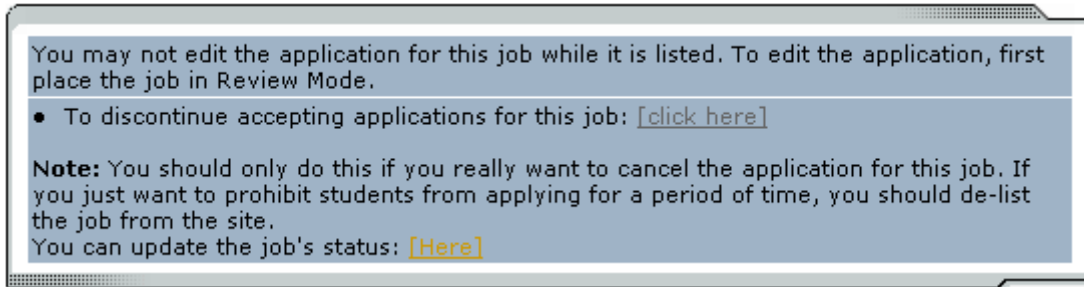 You may not edit the application for this job while it is listed. To edit the application, first
place the job in Review Mode.
● To discontinue accepting applications for this job: [click here]
Note: You should only do this if you really want to cancel the application for this job. If
you just want to prohibit students from applying for a period of time, you should de-list
the job from the site.
You can update the job's status: [Here]